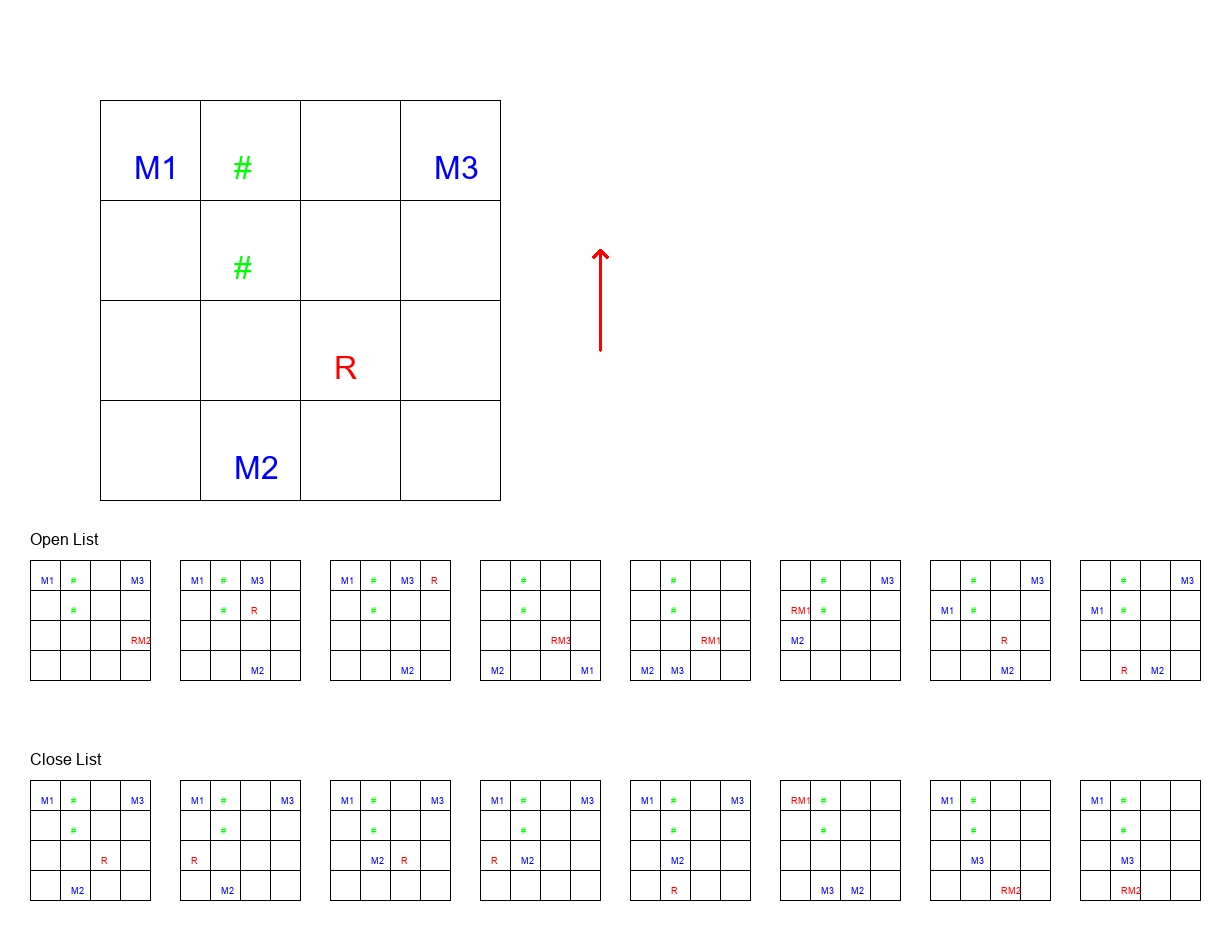 M1 # M3
#
R
M2
Open List
M1 # M3 M1 # M3 M1 # M3 R # # # M3 # M3 # M3
# # R # # # RM1 # M1 # M1 #
RM2 RM3 RM1 M2 R
M2 M2 M2 M1 M2 M3 M2 R M2
Close List
M1 # M3 M1 # M3 M1 # M3 M1 # M3 M1 # M3 RM1 # M1 # M1 #
# # # # # # # #
R R M2 R R M2 M2 M3 M3
M2 M2 R M3 M2 RM2 RM2